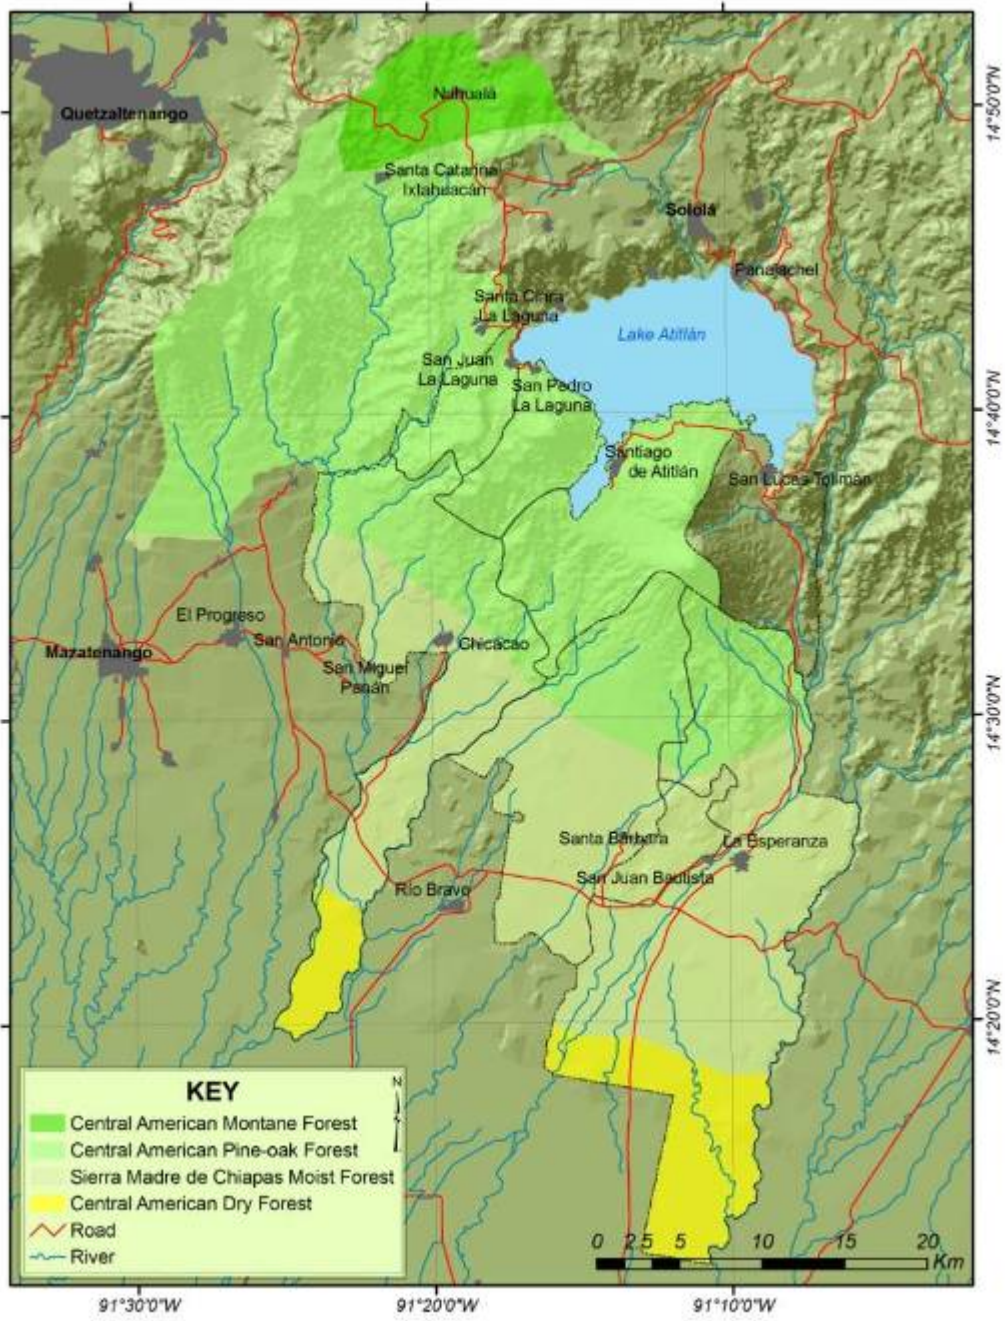 Nahualá
Quetzaltenango
14°50'0"N
Santa Catarina
Ixtahuacán
Sololá
Panajachel
Santa Clara
La Laguna
Lake Atitlán
San Juan
La Laguna
San Pedro
La Laguna
14°40'0"N
Santiago
de Atitlán
San Lucas Tolimán
El Progreso
San Antonio
Chicacao
Mazatenango
San Miguel
Panán
14°30'0"N
Santa Bárbara
La Esperanza
San Juan Bautista
Río Bravo
14°20'0"N
KEY
N
Central American Montane Forest
Central American Pine-oak Forest
Sierra Madre de Chiapas Moist Forest
Central American Dry Forest
Road
River
0 2.5 5 10 15 20
Km
91°30'0"W
91°20'0"W
91°10'0"W